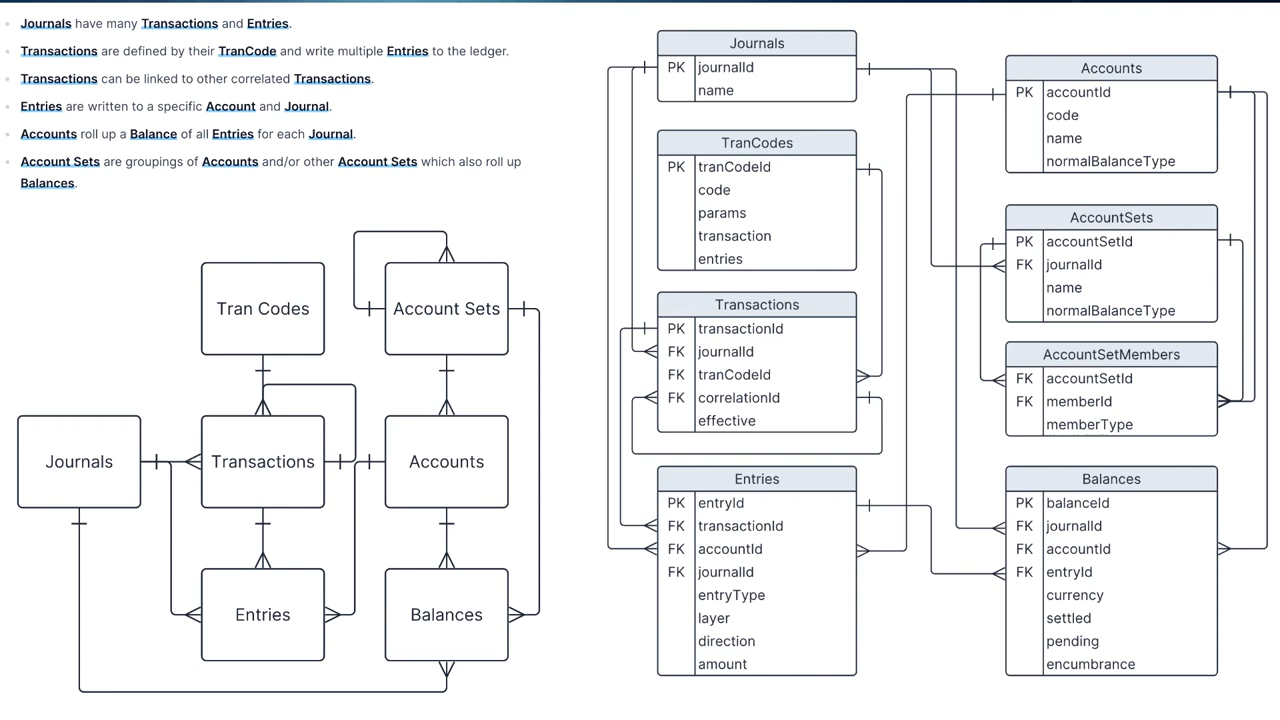 Journals have many Transactions and Entries.
Transactions are defined by their TranCode and write multiple Entries to the ledger.
Transactions can be linked to other correlated Transactions.
Entries are written to a specific Account and Journal.
Accounts roll up a Balance of all Entries for each Journal.
Account Sets are groupings of Accounts and/or other Account Sets which also roll up
Balances.
Tran Codes
Account Sets
Journals
Transactions
Accounts
Entries
Balances
Journals
PK journalId
name
TranCodes
PK tranCodeId
code
params
transaction
entries
Transactions
PK transactionId
FK journalId
FK tranCodeId
FK correlationId
effective
Entries
PK entryId
FK transactionId
FK accountId
FK journalId
entryType
layer
direction
amount
Accounts
PK accountId
code
name
normalBalanceType
AccountSets
PK accountSetId
FK journalId
name
normalBalanceType
AccountSetMembers
FK accountSetId
FK memberId
memberType
Balances
PK balanceId
FK journalId
FK accountId
FK entryId
currency
settled
pending
encumbrance